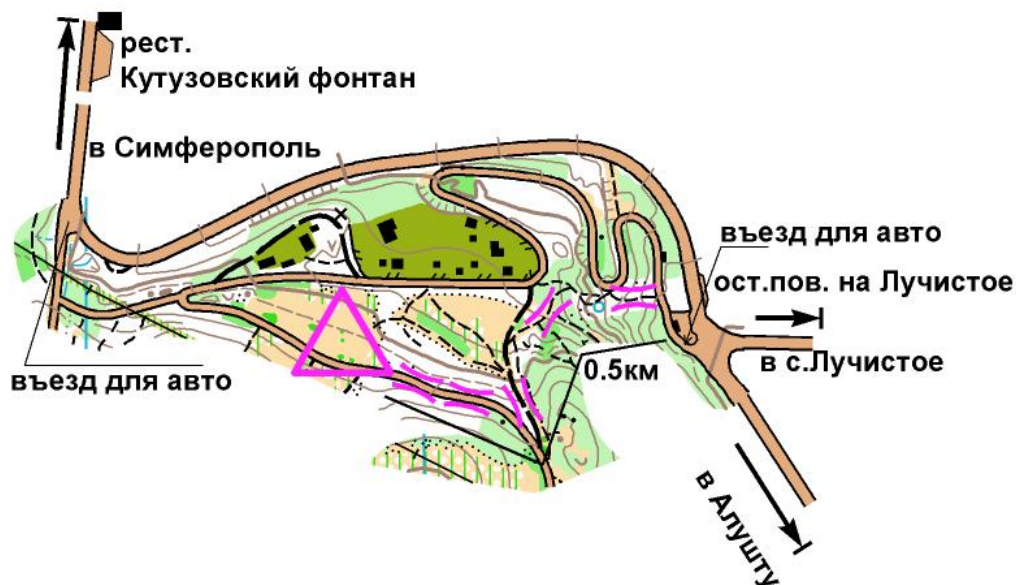 рест.
Кутузовский фонтан
в Симферополь
въезд для авто
ост.пов. на Лучистое
в с.Лучистое
0.5км
въезд для авто
в Алушту